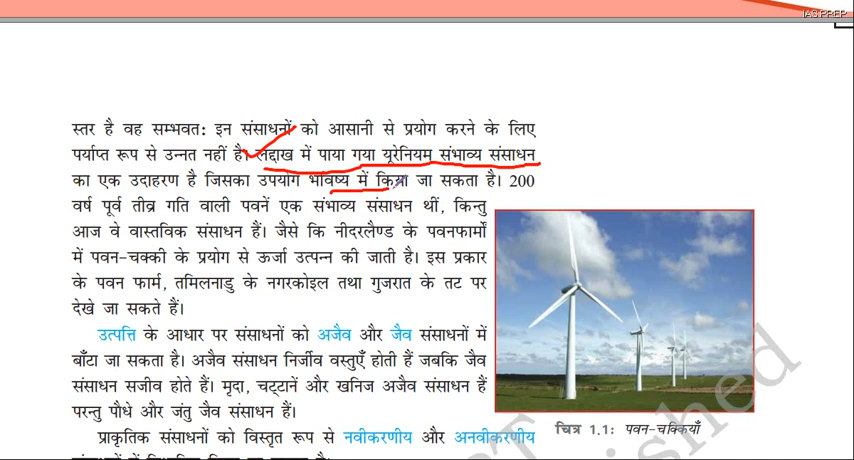 IAS PREP
स्तर है वह सम्भवत: इन संसाधनों को आसानी से प्रयोग करने के लिए
पर्याप्त रूप से उन्नत नहीं है। लद्दाख में पाया गया यूरेनियम संभाव्य संसाधन
का एक उदाहरण है जिसका उपयोग भविष्य में किया जा सकता है। 200
वर्ष पूर्व तीव्र गति वाली पवनें एक संभाव्य संसाधन थीं, किन्तु
आज वे वास्तविक संसाधन हैं। जैसे कि नीदरलैण्ड के पवनफार्मों
में पवन-चक्की के प्रयोग से ऊर्जा उत्पन्न की जाती है। इस प्रकार
के पवन फार्म, तमिलनाडु के नगरकोइल तथा गुजरात के तट पर
देखे जा सकते हैं।
उत्पत्ति के आधार पर संसाधनों को अजैव और जैव संसाधनों में
बाँटा जा सकता है। अजैव संसाधन निर्जीव वस्तुएँ होती हैं जबकि जैव
संसाधन सजीव होते हैं। मृदा, चट्टानें और खनिज अजैव संसाधन हैं
परन्तु पौधे और जंतु जैव संसाधन हैं।
चित्र 1.1: पवन-चक्कियाँ
प्राकृतिक संसाधनों को विस्तृत रूप से नवीकरणीय और अनवीकरणीय